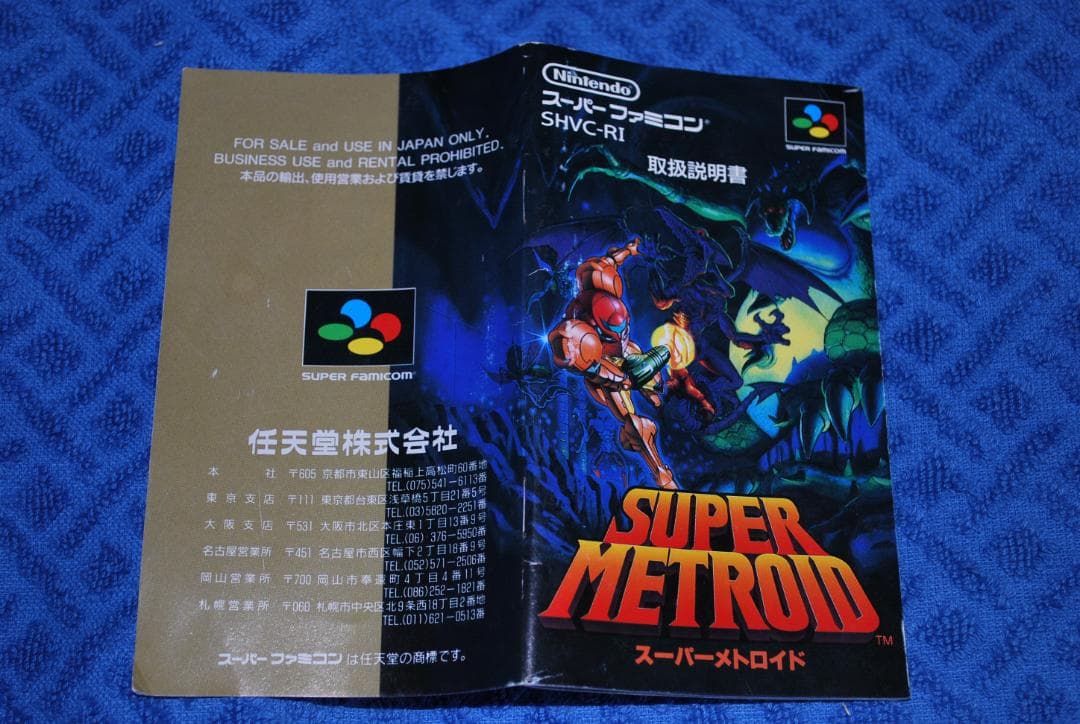 FOR SALE and USE IN JAPAN ONLY.
BUSINESS USE and RENTAL PROHIBITED.
本品の輸出、使用営業および賃貸を禁じます。
SUPER FAMICOM
任天堂株式会社
本 社 〒605 京都市東山区福稲上高松町60番地
TEL.(075)541-6113番
東京支店 〒111 東京都台東区浅草橋5丁目21番5号
TEL.(03)5820-2251番
大阪支店 〒531 大阪市北区本庄東1丁目13番9号
TEL.(06) 376-5950番
名古屋営業所 〒451 名古屋市西区幅下2丁目18番9号
TEL.(052)571-2506番
岡山営業所 〒700 岡山市奉還町4丁目4番11号
TEL.(086)252-1821番
札幌営業所 〒060 札幌市中央区北9条西18丁目2番地
TEL.(011)621-0513番
スーパーファミコンは任天堂の商標です。
Nintendo
スーパーファミコン®
SHVC-RI
SUPER FAMICOM
取扱説明書
SUPER
METROID
TM
スーパーメトロイド